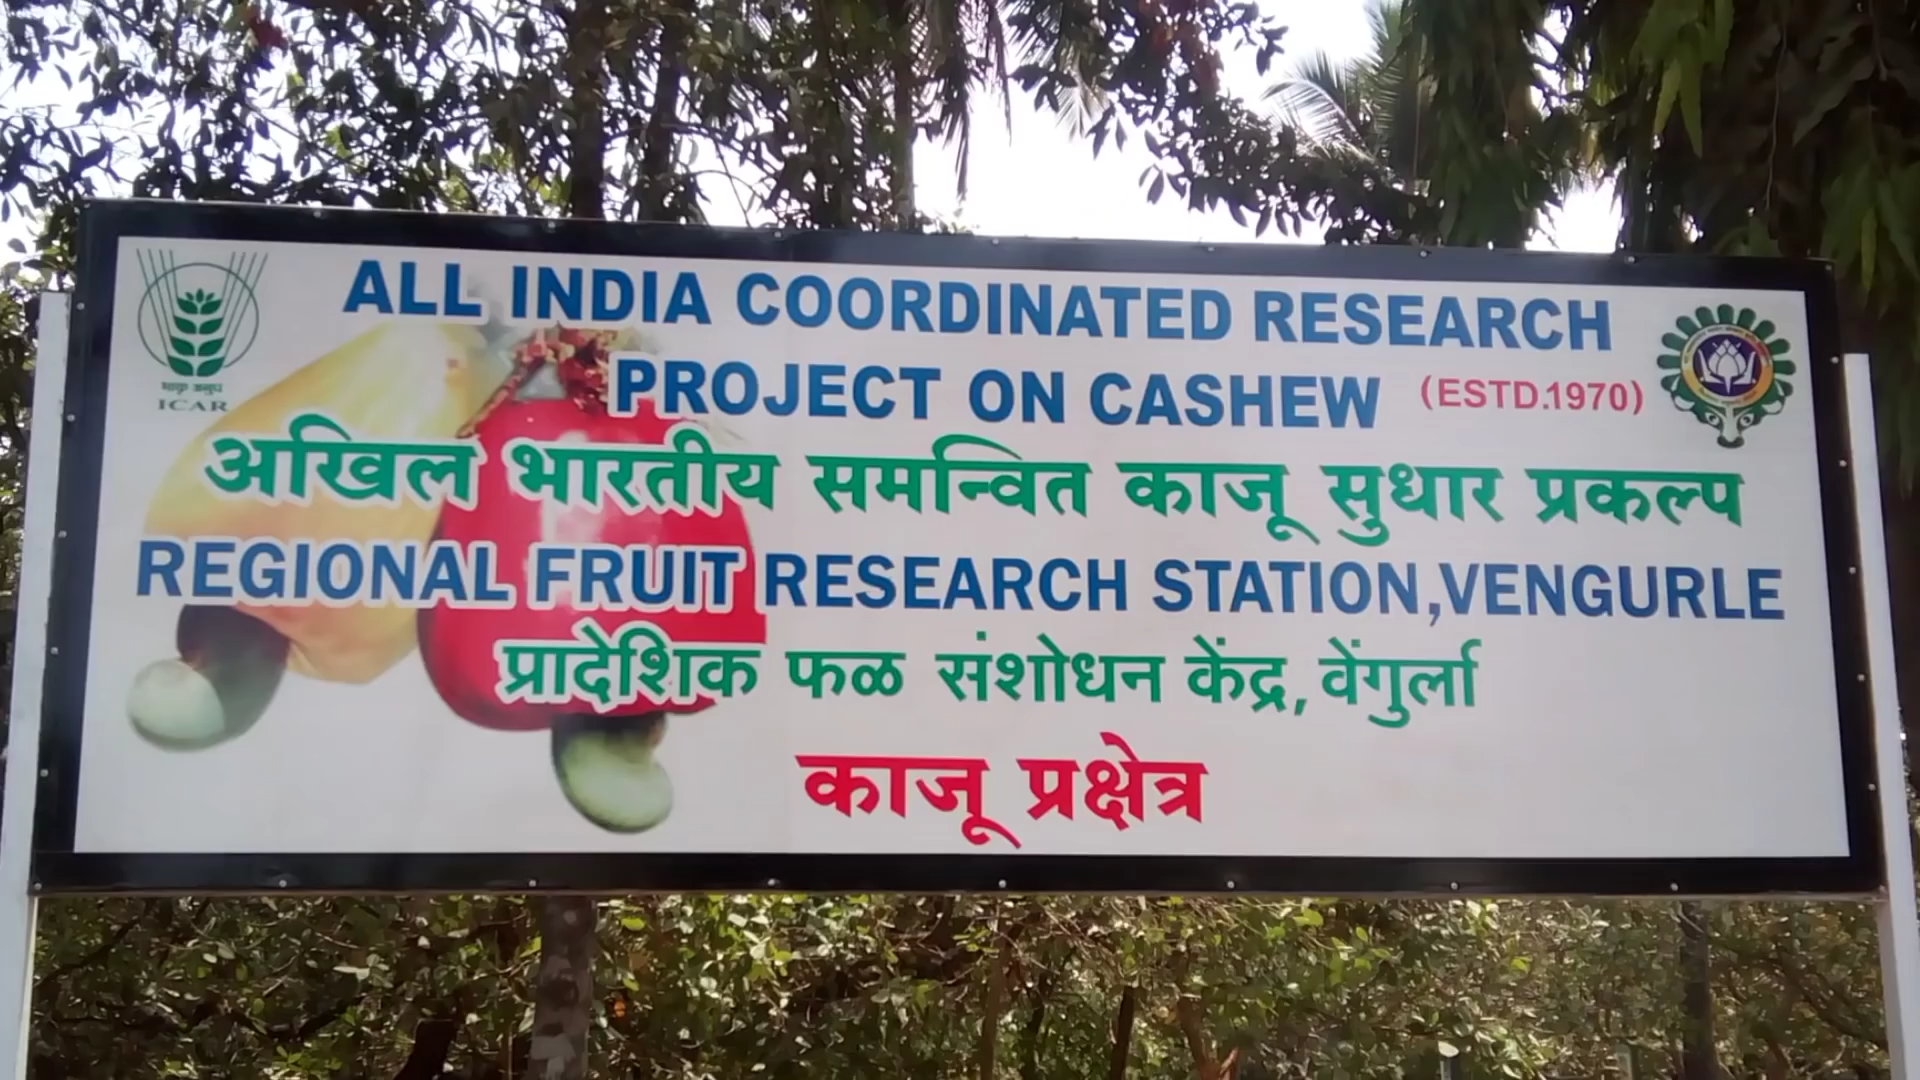 ALL INDIA COORDINATED RESEARCH
PROJECT ON CASHEW (ESTD.1970)
भाकृ अनुप
ICAR
अखिल भारतीय समन्वित काजू सुधार प्रकल्प
REGIONAL FRUIT RESEARCH STATION,VENGURLE
प्रादेशिक फळ संशोधन केंद्र, वेंगुर्ला
काजू प्रक्षेत्र